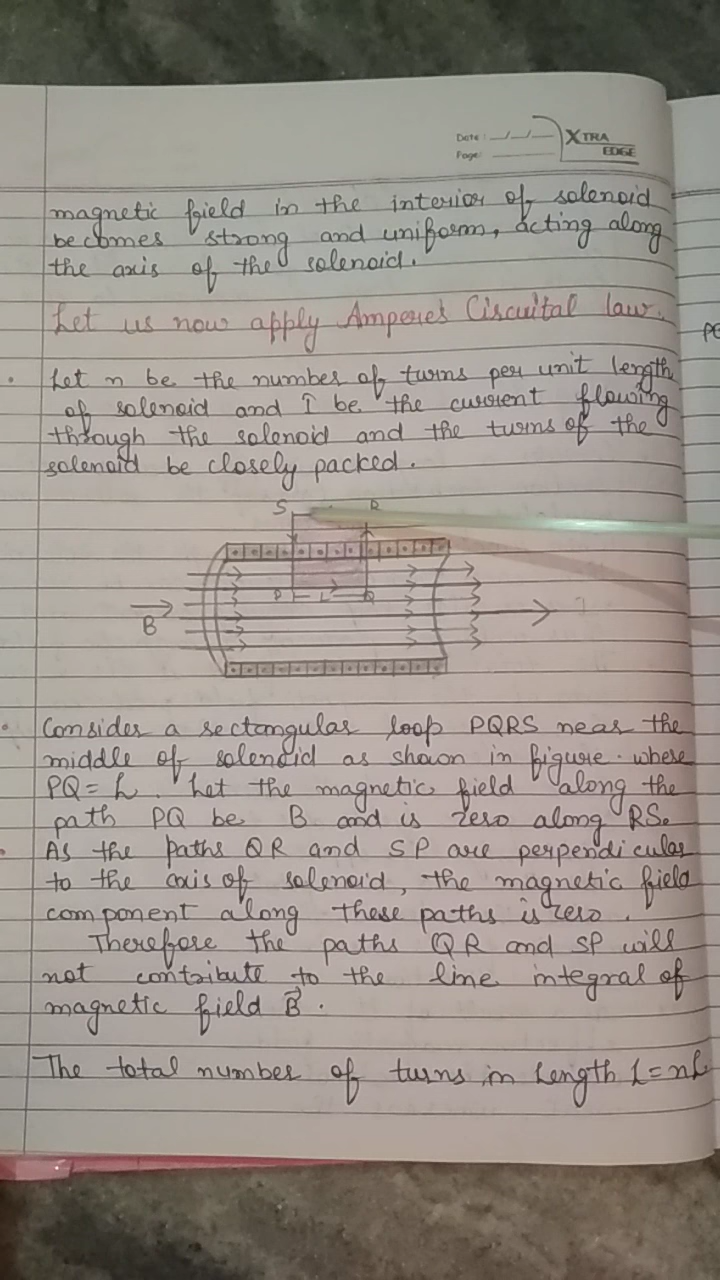 Date : __/__/__
XTRA
Page: ______
EDGE
magnetic field in the interior of solenoid
becomes strong and uniform, acting along
the axis of the solenoid.
Let us now apply Ampere's Circuital law.
Let n be the number of turns per unit length
of solenoid and I be the current flowing
through the solenoid and the turns of the
solenoid be closely packed.
S R
P L Q
B
Consider a rectangular loop PQRS near the
middle of solenoid as shown in figure. where
PQ = L. Let the magnetic field along the
path PQ be B and is zero along RS.
As the paths QR and SP are perpendicular
to the axis of solenoid, the magnetic field
component along these paths is zero.
Therefore the paths QR and SP will
not contribute to the line integral of
magnetic field B⃗ .
The total number of turns in length L = nL